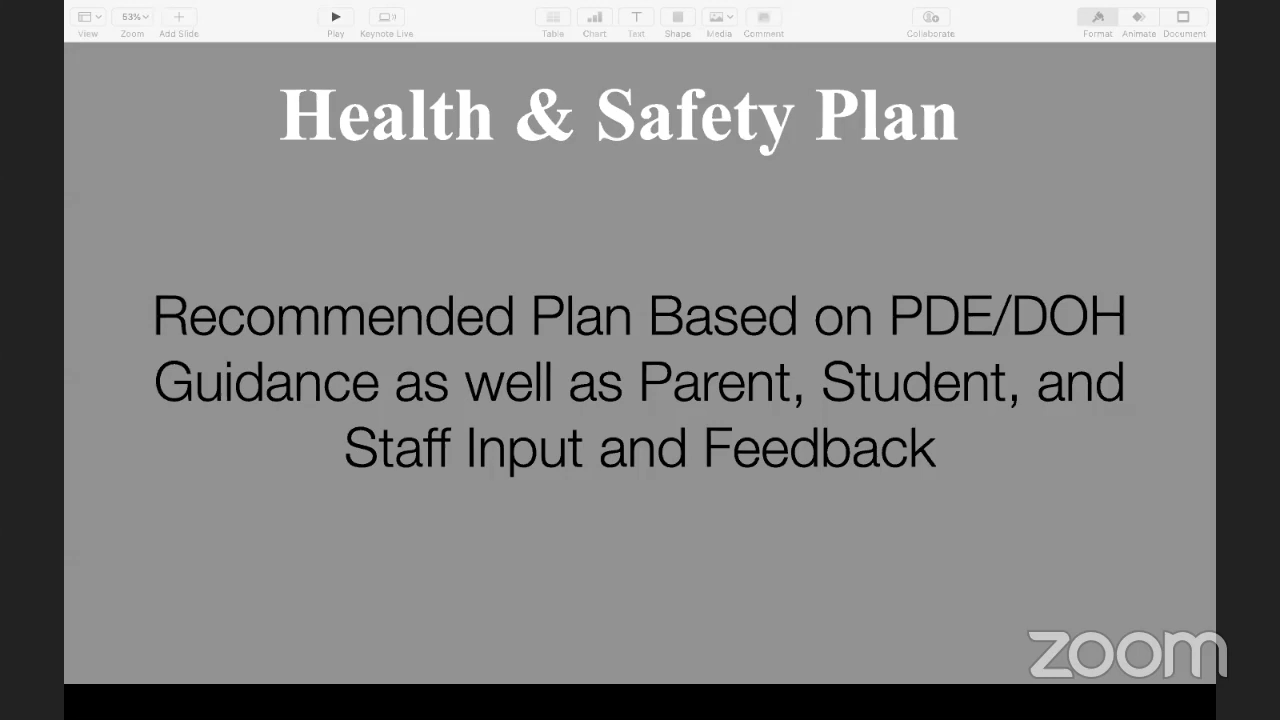 53%
View Zoom Add Slide Play Keynote Live Table Chart Text Shape Media Comment Collaborate Format Animate Document
Health & Safety Plan
Recommended Plan Based on PDE/DOH
Guidance as well as Parent, Student, and
Staff Input and Feedback
zoom